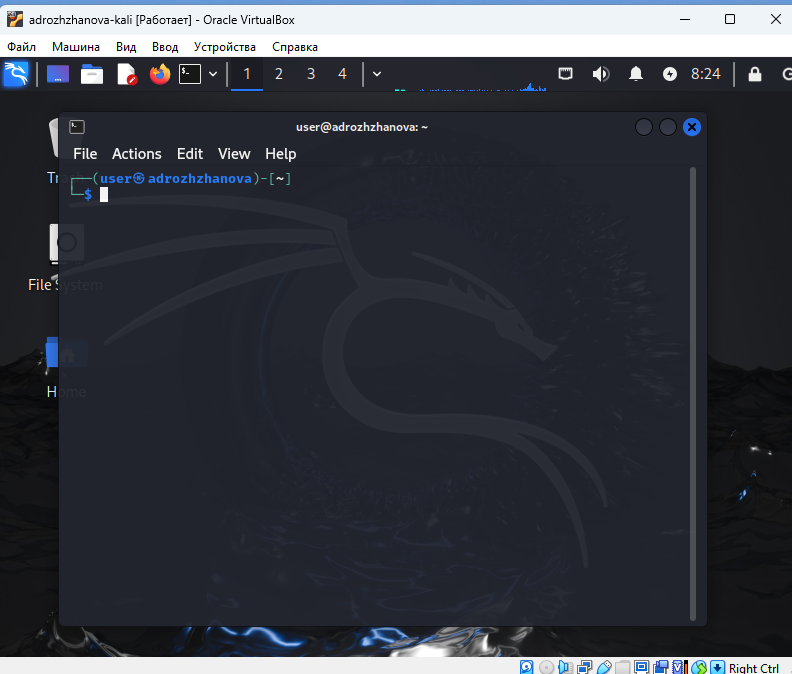 adrozhzhanova-kali [Работает] - Oracle VirtualBox
Файл Машина Вид Ввод Устройства Справка
1 2 3 4 8:24
user@adrozhzhanova: ~
File Actions Edit View Help
┌──(user㉿adrozhzhanova)-[~]
└─$
File System
Home
Right Ctrl